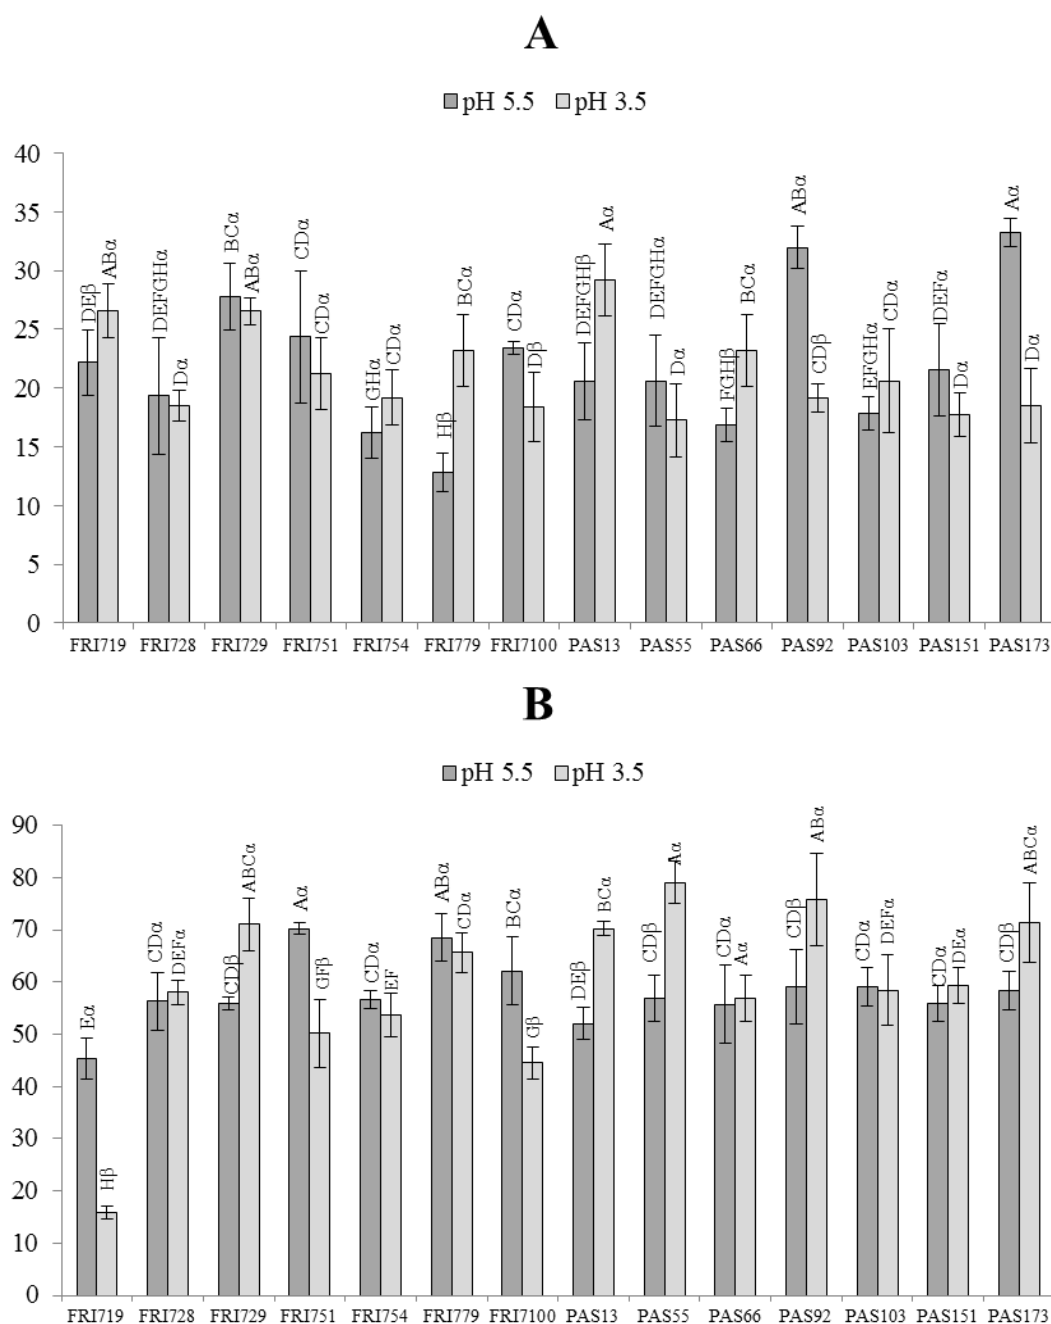 A
pH 5.5 pH 3.5
40
35
30
25
20
15
10
5
0
DEβ ABα DEFGHα Dα BCα ABα CDα CDα GHα CDα Hβ BCα CDα Dβ DEFGHβ Aα DEFGHα Dα FGHβ BCα ABα CDβ EFGHα CDα DEFα Dα Aα Dα
FRI719 FRI728 FRI729 FRI751 FRI754 FRI779 FRI7100 PAS13 PAS55 PAS66 PAS92 PAS103 PAS151 PAS173
B
pH 5.5 pH 3.5
90
80
70
60
50
40
30
20
10
0
Eα Hβ CDα DEFα CDβ ABCα Aα GFβ CDα EF ABα CDα BCα Gβ DEβ BCα CDβ Aα CDα Aα CDβ ABα CDα DEFα CDα DEα CDβ ABCα
FRI719 FRI728 FRI729 FRI751 FRI754 FRI779 FRI7100 PAS13 PAS55 PAS66 PAS92 PAS103 PAS151 PAS173